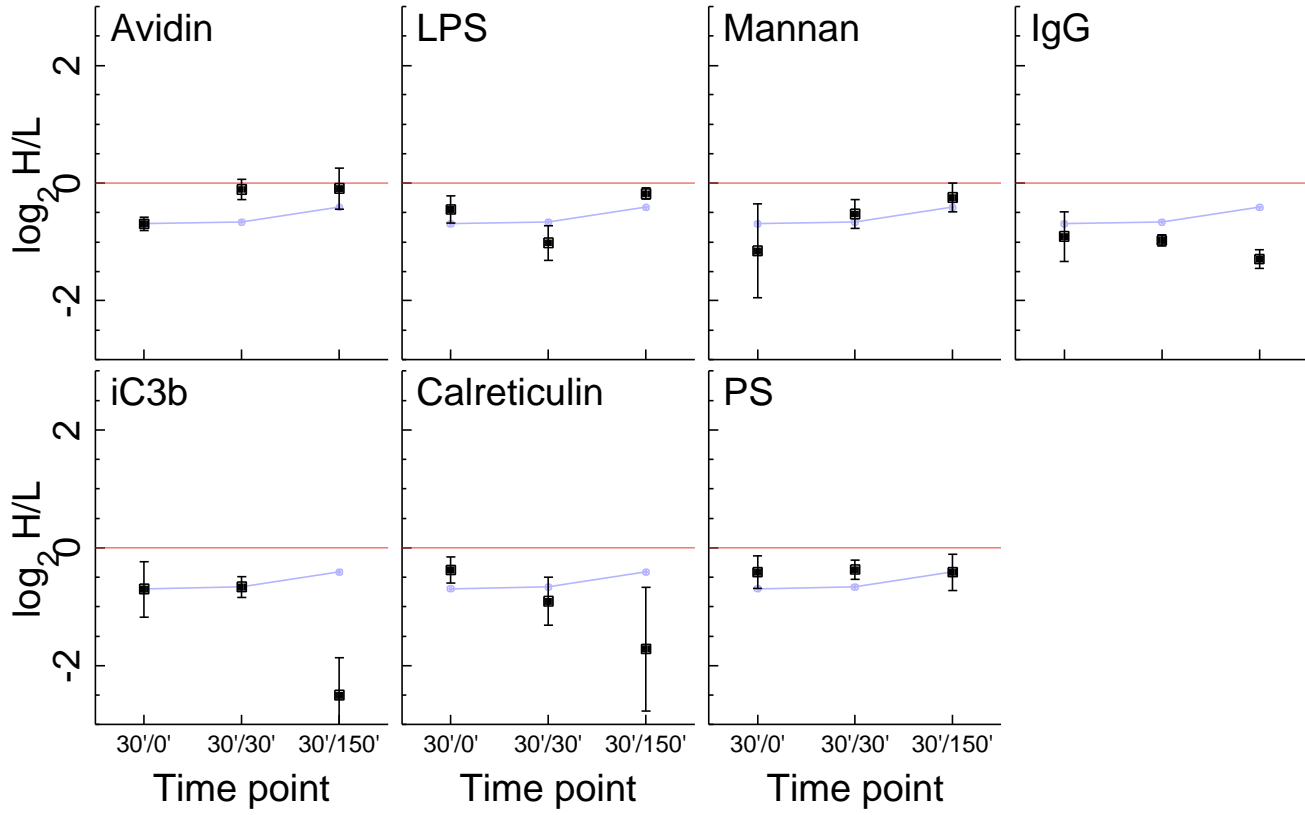 Avidin
LPS
Mannan
IgG
2
0
-2
log2 H/L
iC3b
Calreticulin
PS
2
0
-2
log2 H/L
30'/0' 30'/30' 30'/150'
30'/0' 30'/30' 30'/150'
30'/0' 30'/30' 30'/150'
Time point
Time point
Time point